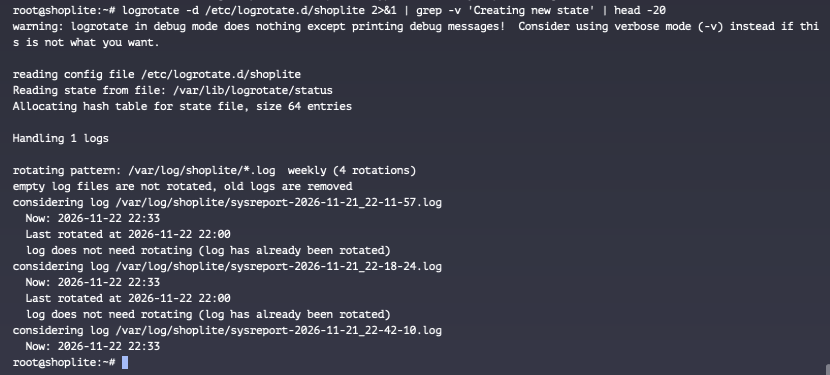 root@shoplite:~# logrotate -d /etc/logrotate.d/shoplite 2>&1 | grep -v 'Creating new state' | head -20
warning: logrotate in debug mode does nothing except printing debug messages!  Consider using verbose mode (-v) instead if thi
s is not what you want.

reading config file /etc/logrotate.d/shoplite
Reading state from file: /var/lib/logrotate/status
Allocating hash table for state file, size 64 entries

Handling 1 logs

rotating pattern: /var/log/shoplite/*.log  weekly (4 rotations)
empty log files are not rotated, old logs are removed
considering log /var/log/shoplite/sysreport-2026-11-21_22-11-57.log
  Now: 2026-11-22 22:33
  Last rotated at 2026-11-22 22:00
  log does not need rotating (log has already been rotated)
considering log /var/log/shoplite/sysreport-2026-11-21_22-18-24.log
  Now: 2026-11-22 22:33
  Last rotated at 2026-11-22 22:00
  log does not need rotating (log has already been rotated)
considering log /var/log/shoplite/sysreport-2026-11-21_22-42-10.log
  Now: 2026-11-22 22:33
root@shoplite:~#